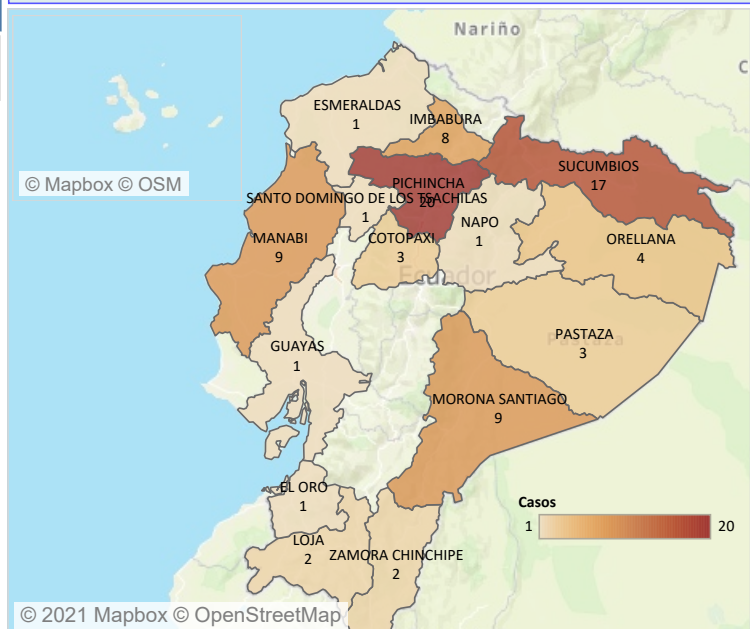 Nariño
C
ESMERALDAS
1
IMBABURA
8
© Mapbox © OSM
SUCUMBIOS
17
PICHINCHA
20
SANTO DOMINGO DE LOS TSACHILAS
1
NAPO
1
MANABI
9
COTOPAXI
3
ORELLANA
4
Ecuador
PASTAZA
3
Pastaza
GUAYAS
1
MORONA SANTIAGO
9
EL ORO
1
Casos
1
20
LOJA
2
ZAMORA CHINCHIPE
2
© 2021 Mapbox © OpenStreetMap